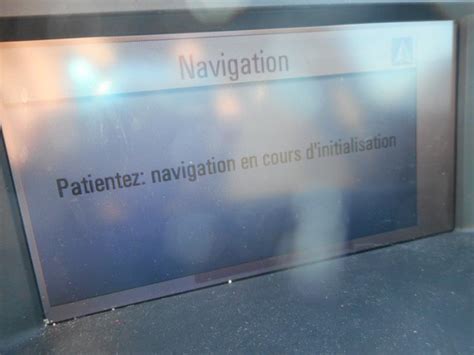 Navigation
Patientez: navigation en cours d'initialisation